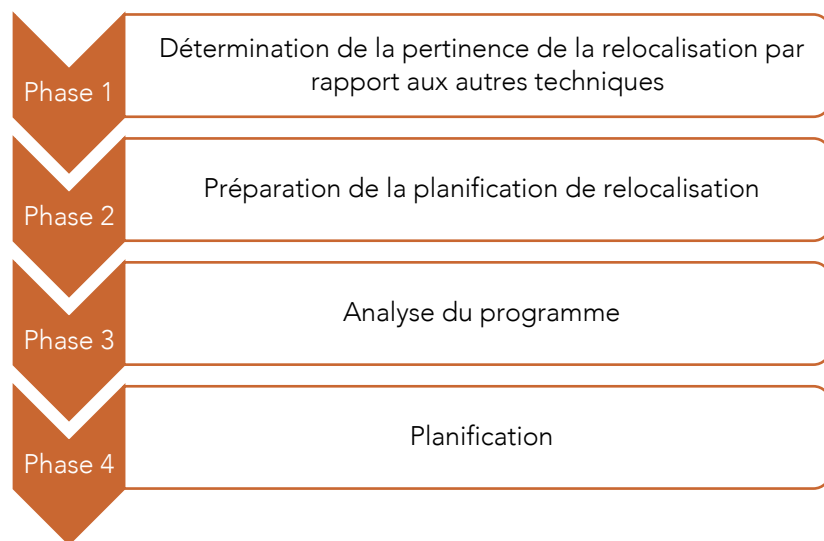 Phase 1
Détermination de la pertinence de la relocalisation par
rapport aux autres techniques
Phase 2
Préparation de la planification de relocalisation
Phase 3
Analyse du programme
Phase 4
Planification